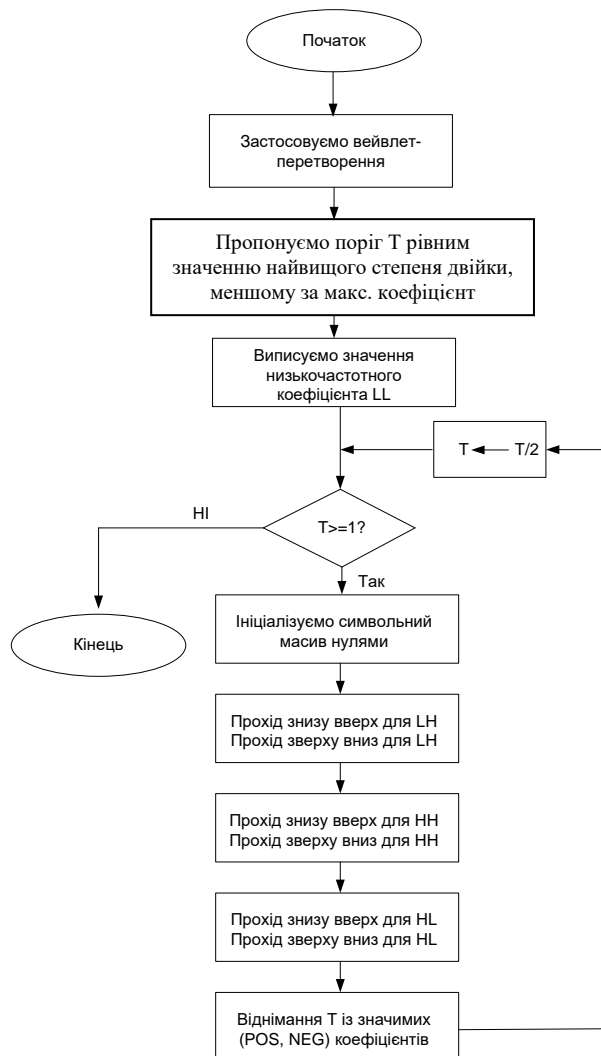 Початок
Застосовуємо вейвлет-
перетворення
Пропонуємо поріг Т рівним
значенню найвищого степеня двійки,
меншому за макс. коефіцієнт
Виписуємо значення
низькочастотного
коефіцієнта LL
T T/2
НІ
T>=1?
Так
Кінець
Ініціалізуємо символьний
масив нулями
Прохід знизу вверх для LH
Прохід зверху вниз для LH
Прохід знизу вверх для HH
Прохід зверху вниз для HH
Прохід знизу вверх для HL
Прохід зверху вниз для HL
Віднімання Т із значимих
(POS, NEG) коефіцієнтів